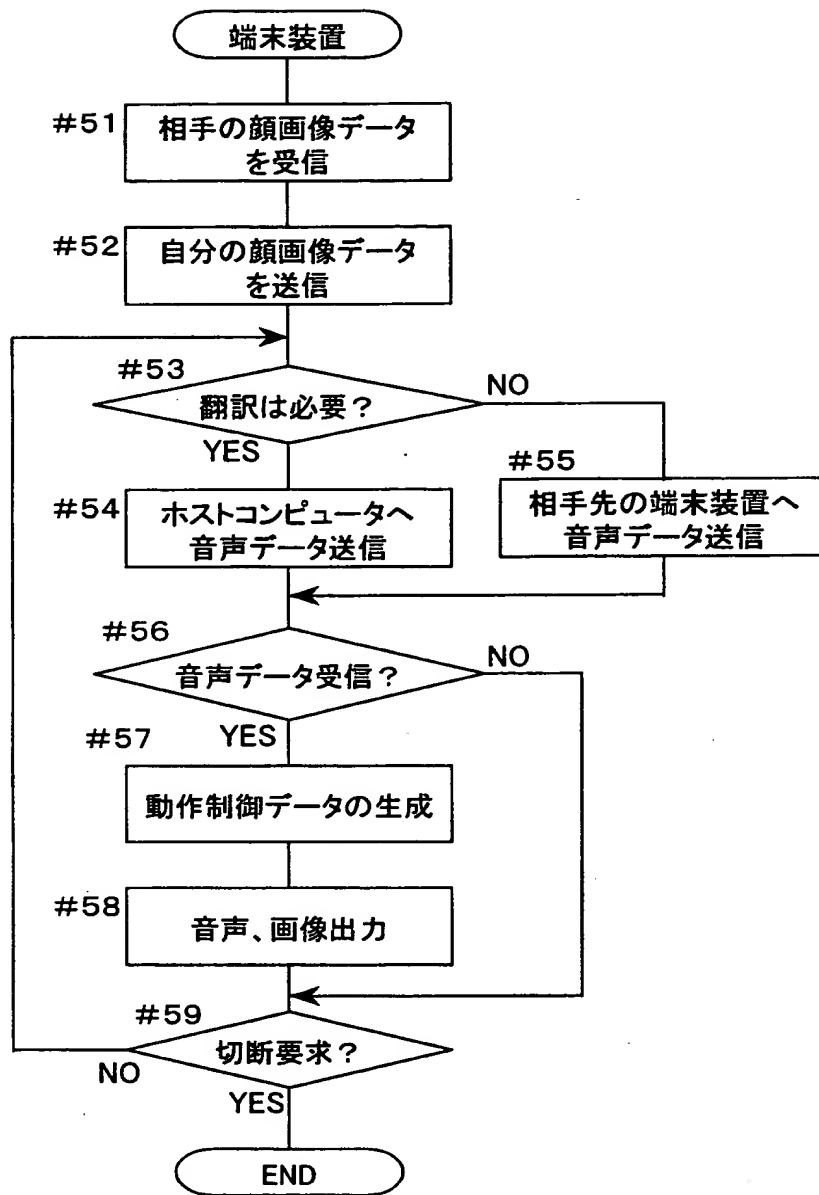 端末装置
#51
相手の顔画像データ
を受信
#52
自分の顔画像データ
を送信
#53
翻訳は必要?
NO
YES
#54
ホストコンピュータへ
音声データ送信
#55
相手先の端末装置へ
音声データ送信
#56
音声データ受信?
NO
YES
#57
動作制御データの生成
#58
音声、画像出力
#59
切断要求?
NO
YES
END